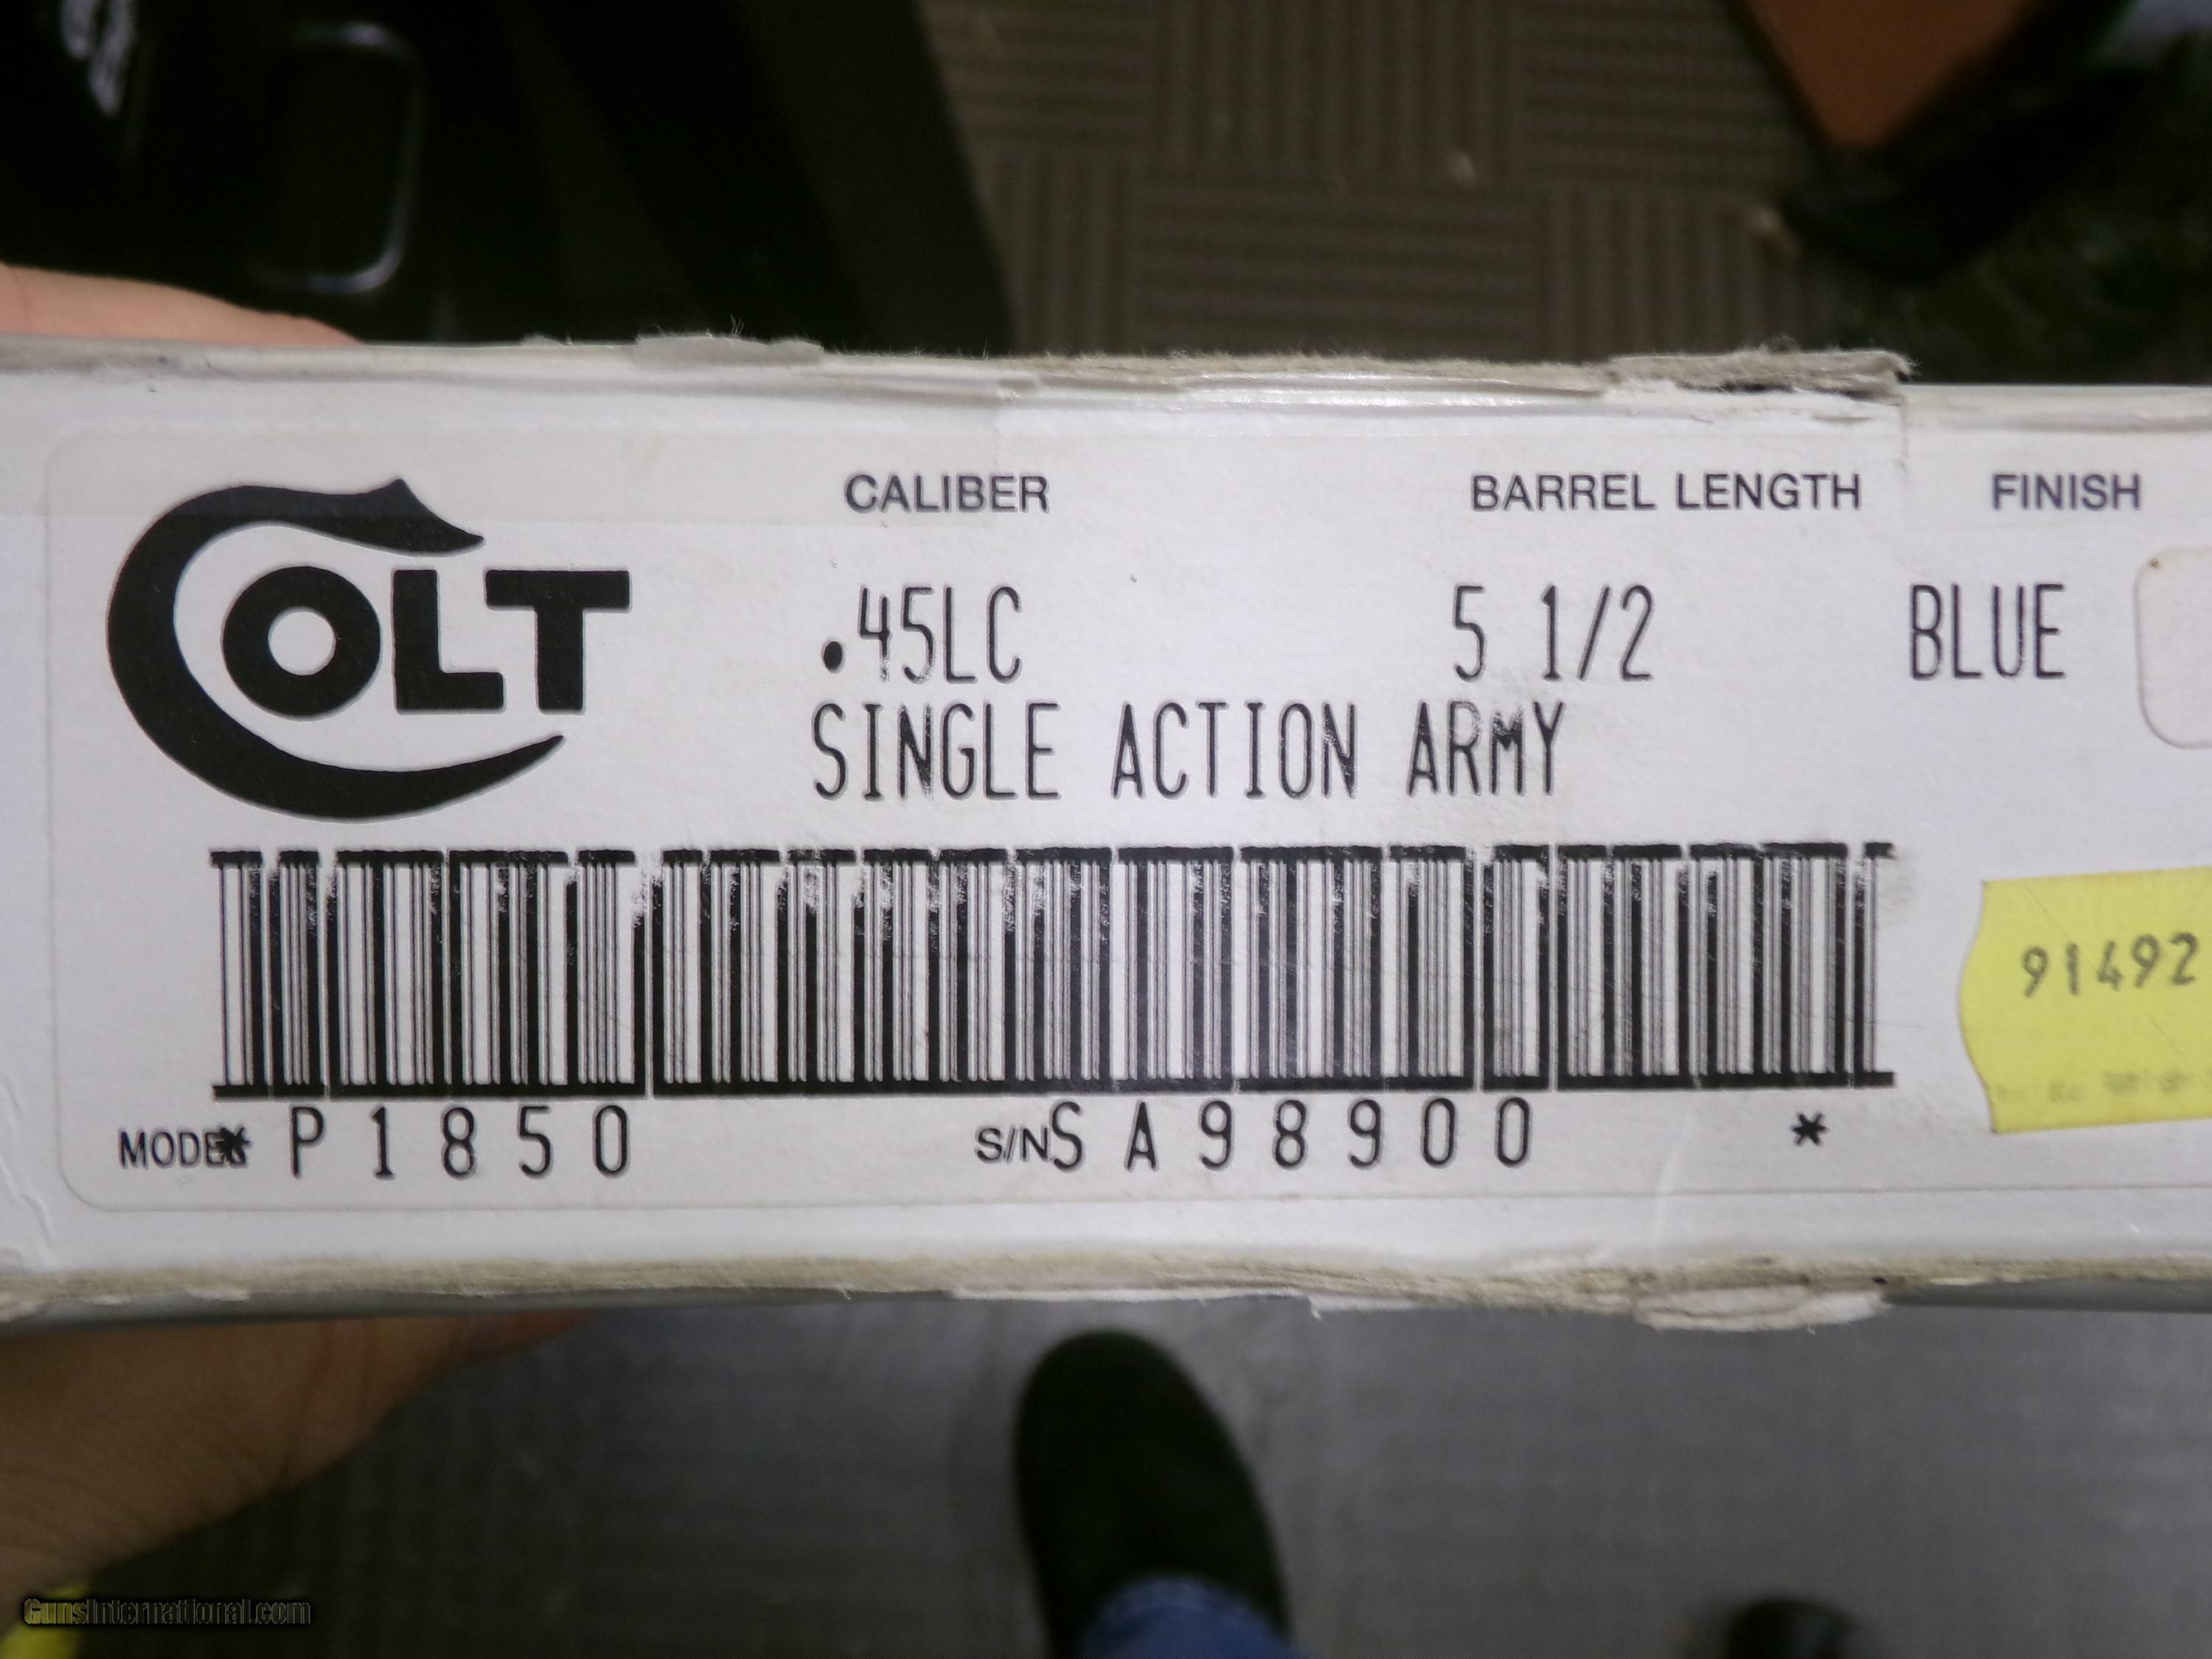 COLT
CALIBER BARREL LENGTH FINISH
.45LC 5 1/2 BLUE
SINGLE ACTION ARMY
91492
MODEL * P1850 S/N SA98900 *
GunsInternational.com